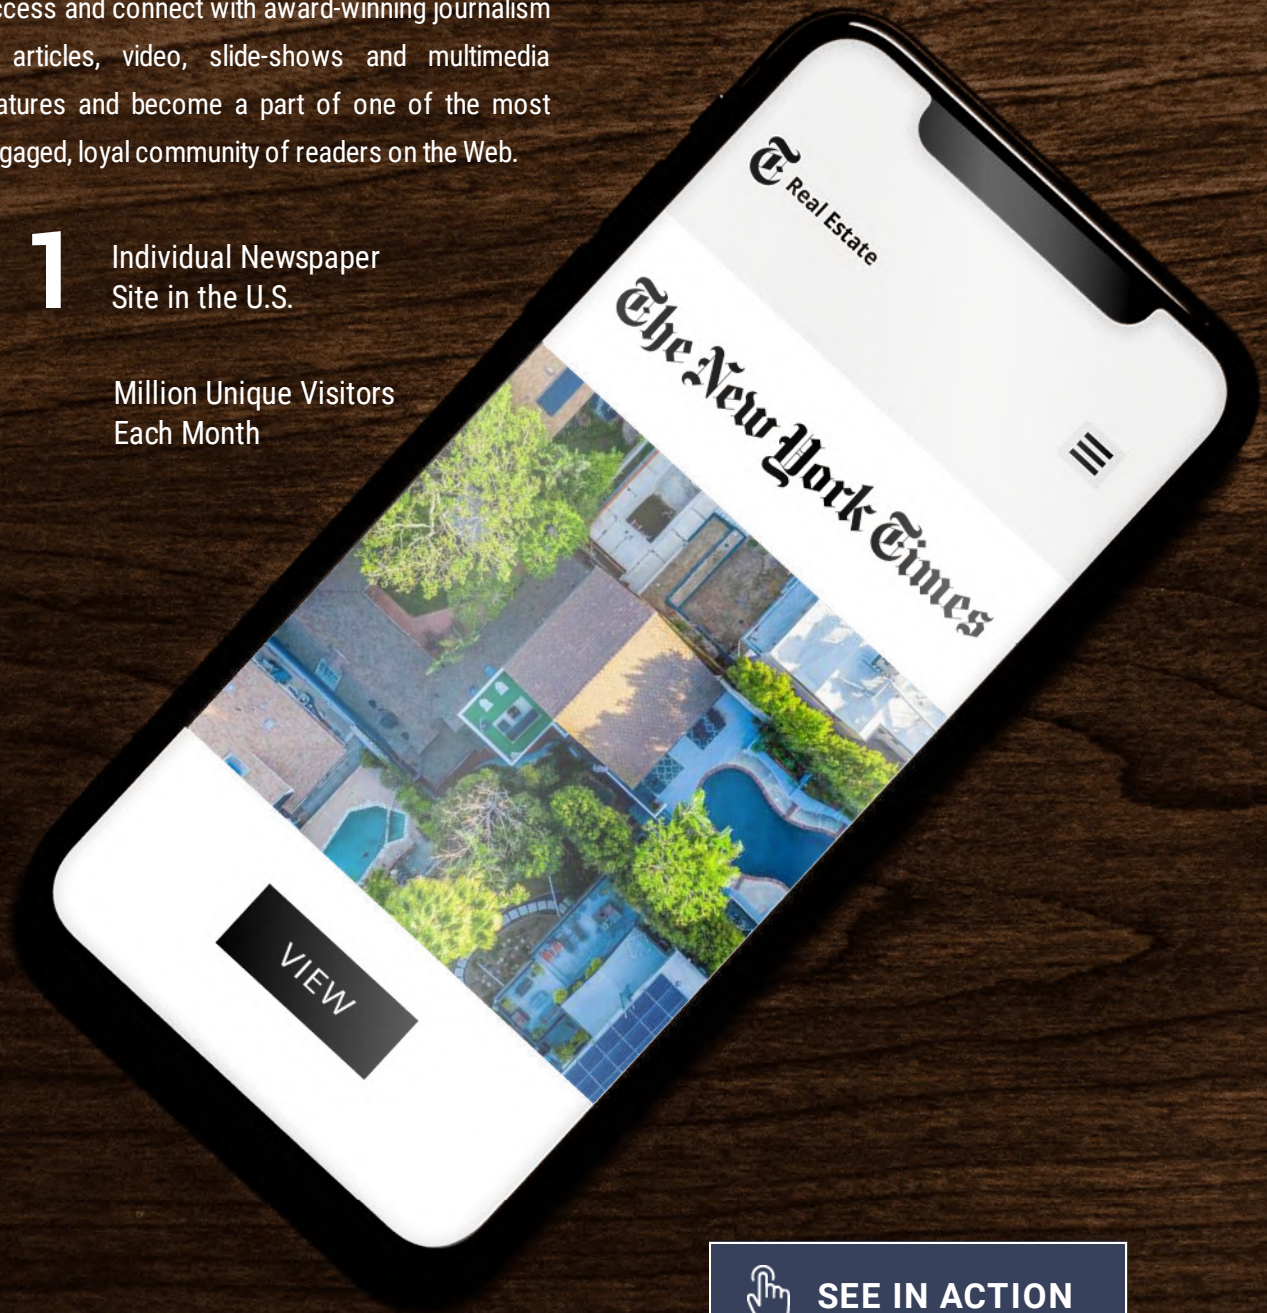 ccess and connect with award-winning journalism
articles, video, slide-shows and multimedia
atures and become a part of one of the most
gaged, loyal community of readers on the Web.
1
Individual Newspaper
Site in the U.S.
Million Unique Visitors
Each Month
T Real Estate
The New York Times
VIEW
SEE IN ACTION